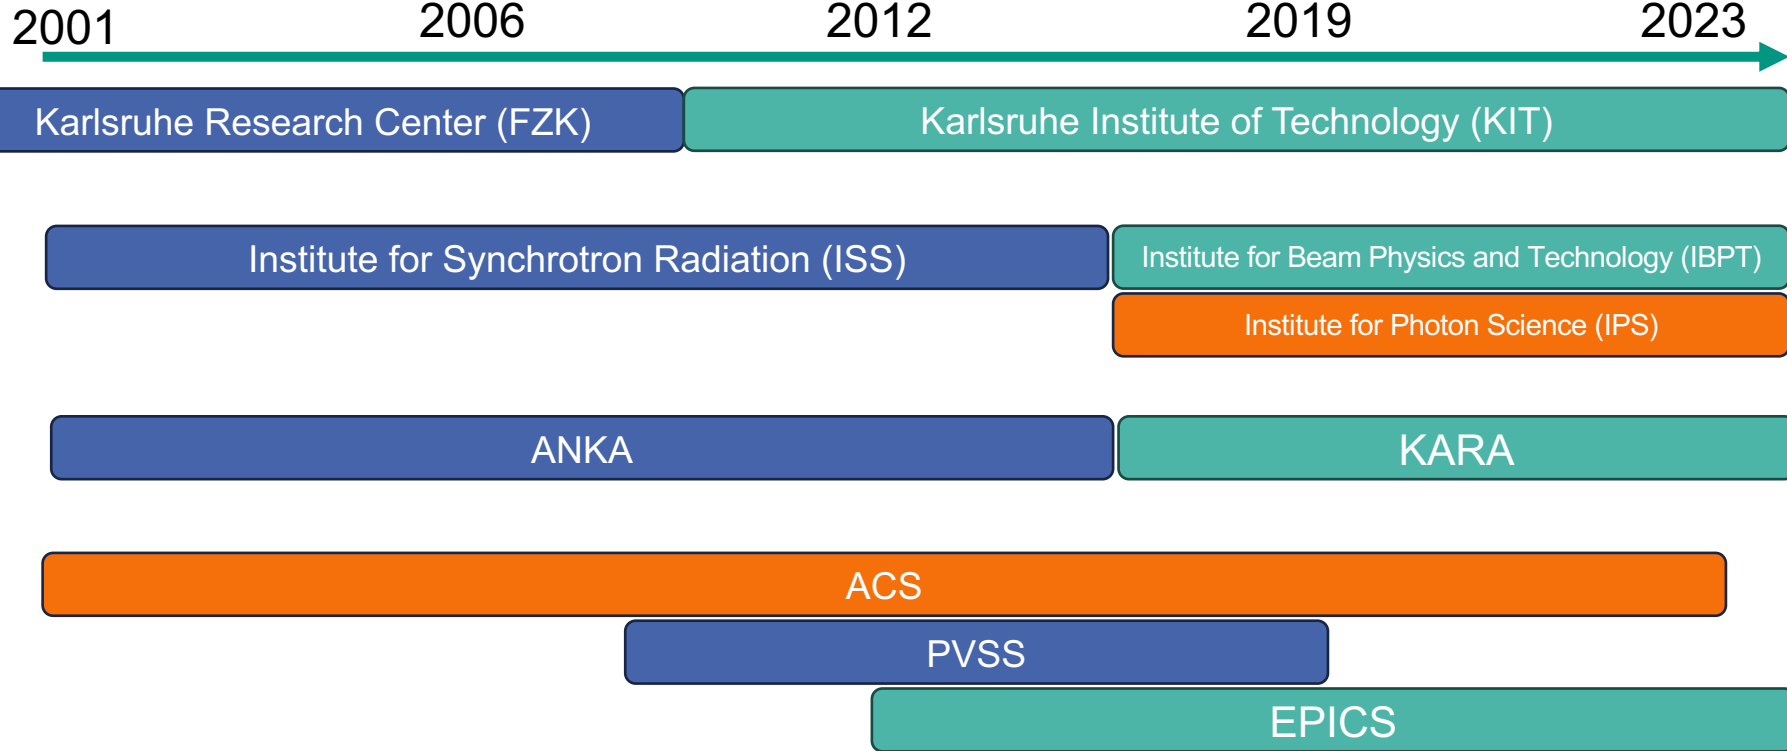 2001 2006 2012 2019 2023
Karlsruhe Research Center (FZK) Karlsruhe Institute of Technology (KIT)
Institute for Synchrotron Radiation (ISS) Institute for Beam Physics and Technology (IBPT)
Institute for Photon Science (IPS)
ANKA KARA
ACS
PVSS
EPICS